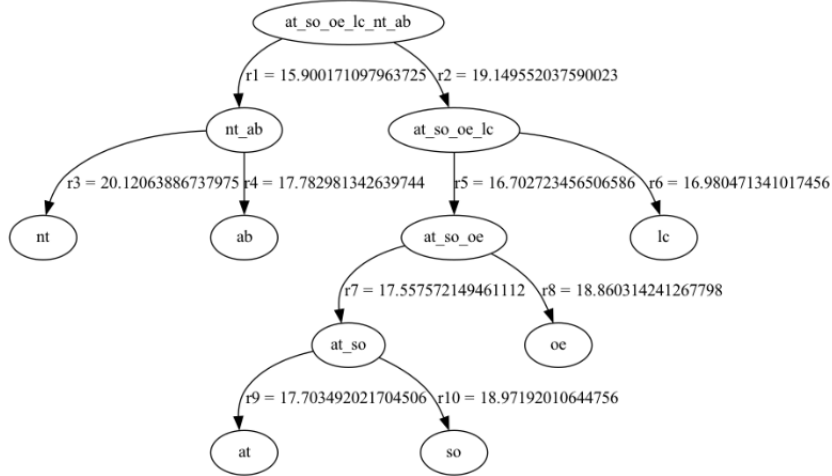 at_so_oe_lc_nt_ab
r1 = 15.900171097963725 r2 = 19.149552037590023
nt_ab at_so_oe_lc
r3 = 20.12063886737975 r4 = 17.782981342639744 r5 = 16.702723456506586 r6 = 16.980471341017456
nt ab at_so_oe lc
r7 = 17.557572149461112 r8 = 18.860314241267798
at_so oe
r9 = 17.703492021704506 r10 = 18.97192010644756
at so